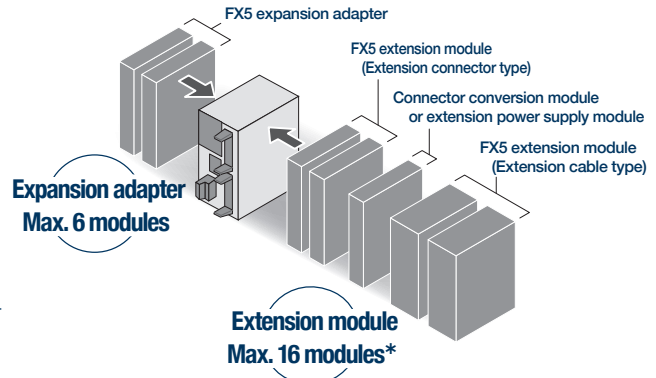 FX5 expansion adapter
FX5 extension module
(Extension connector type)
Connector conversion module
or extension power supply module
FX5 extension module
(Extension cable type)
Expansion adapter
Max. 6 modules
Extension module
Max. 16 modules*